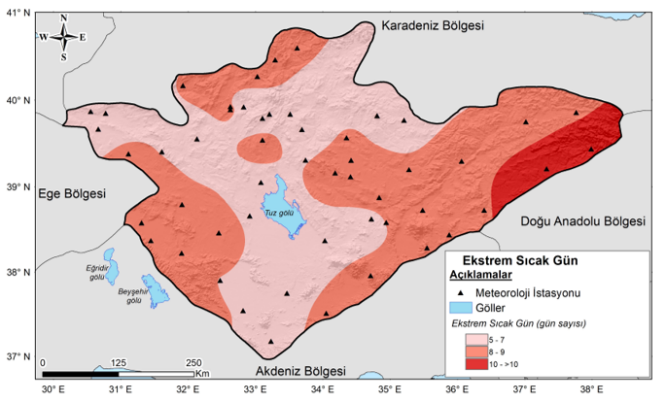 41° N
40° N
39° N
38° N
37° N
N
W
E
S
Karadeniz Bölgesi
Ege Bölgesi
Tuz gölü
Doğu Anadolu Bölgesi
Eğridir
gölü
Beyşehir
gölü
Akdeniz Bölgesi
Ekstrem Sıcak Gün
Açıklamalar
Meteoroloji İstasyonu
Göller
Ekstrem Sıcak Gün (gün sayısı)
5 - 7
8 - 9
10 - >10
0 125 250
Km
30° E 31° E 32° E 33° E 34° E 35° E 36° E 37° E 38° E